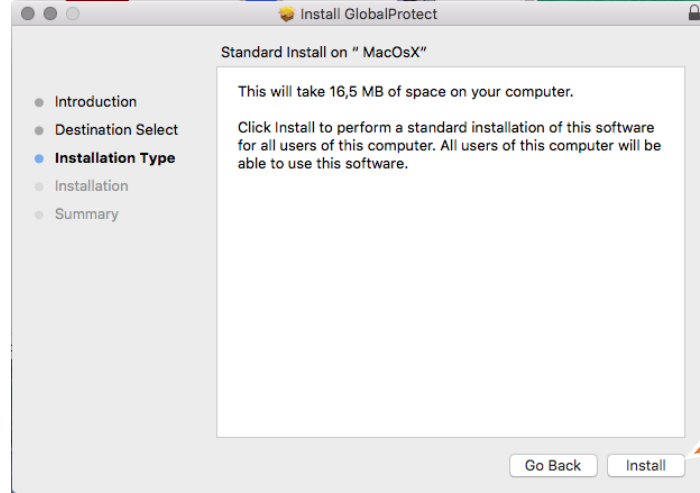 Install GlobalProtect
Standard Install on “ MacOsX”
Introduction
Destination Select
Installation Type
Installation
Summary
This will take 16,5 MB of space on your computer.
Click Install to perform a standard installation of this software
for all users of this computer. All users of this computer will be
able to use this software.
Go Back
Install